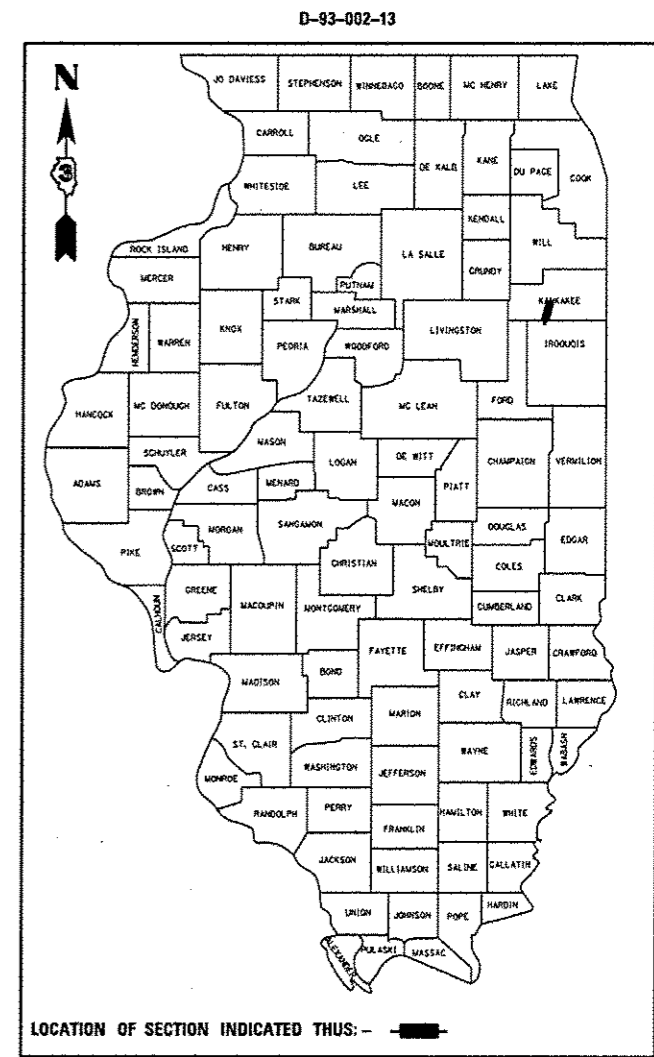 D-93-002-13
N
JO DAVIESS STEPHENSON WINNEBAGO BOONE MC HENRY LAKE
CARROLL OGLE DE KALB KANE DU PAGE COOK
WHITESIDE LEE KENDALL WILL
ROCK ISLAND HENRY BUREAU LA SALLE GRUNDY
MERCER STARK PUTNAM MARSHALL KANKAKEE
HENDERSON WARREN KNOX PEORIA WOODFORD LIVINGSTON IROQUOIS
HANCOCK MC DONOUGH FULTON TAZEWELL MC LEAN FORD
SCHUYLER MASON LOGAN DE WITT CHAMPAIGN VERMILION
ADAMS BROWN CASS MENARD MACON PIATT
PIKE SCOTT MORGAN SANGAMON CHRISTIAN MOULTRIE DOUGLAS EDGAR
COLES
CALHOUN GREENE MACOUPIN MONTGOMERY SHELBY CUMBERLAND CLARK
JERSEY FAYETTE EFFINGHAM JASPER CRAWFORD
MADISON BOND CLAY RICHLAND LAWRENCE
ST. CLAIR CLINTON MARION WAYNE EDWARDS WABASH
MONROE WASHINGTON JEFFERSON
RANDOLPH PERRY FRANKLIN HAMILTON WHITE
JACKSON WILLIAMSON SALINE GALLATIN
UNION JOHNSON POPE HARDIN
ALEXANDER PULASKI MASSAC
LOCATION OF SECTION INDICATED THUS: –